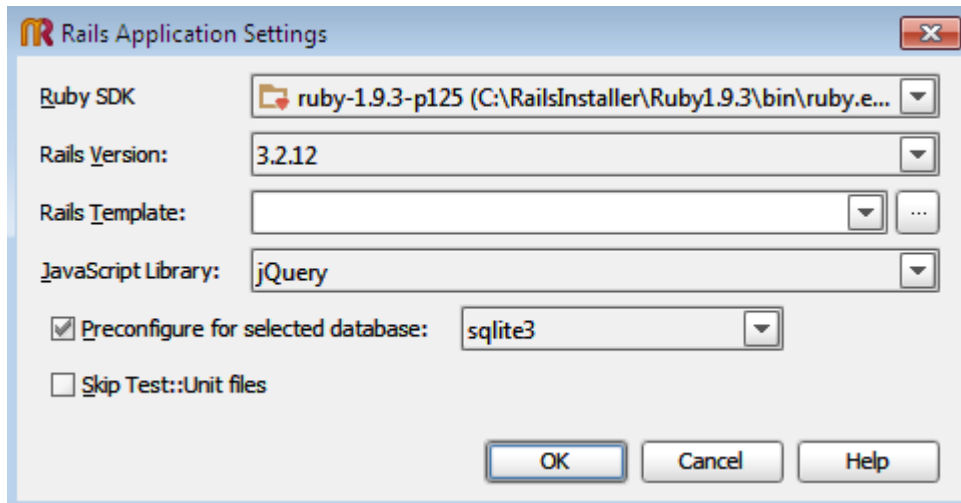 Rails Application Settings
Ruby SDK ruby-1.9.3-p125 (C:\RailsInstaller\Ruby1.9.3\bin\ruby.e...
Rails Version: 3.2.12
Rails Template: ...
JavaScript Library: jQuery
Preconfigure for selected database: sqlite3
Skip Test::Unit files
OK Cancel Help